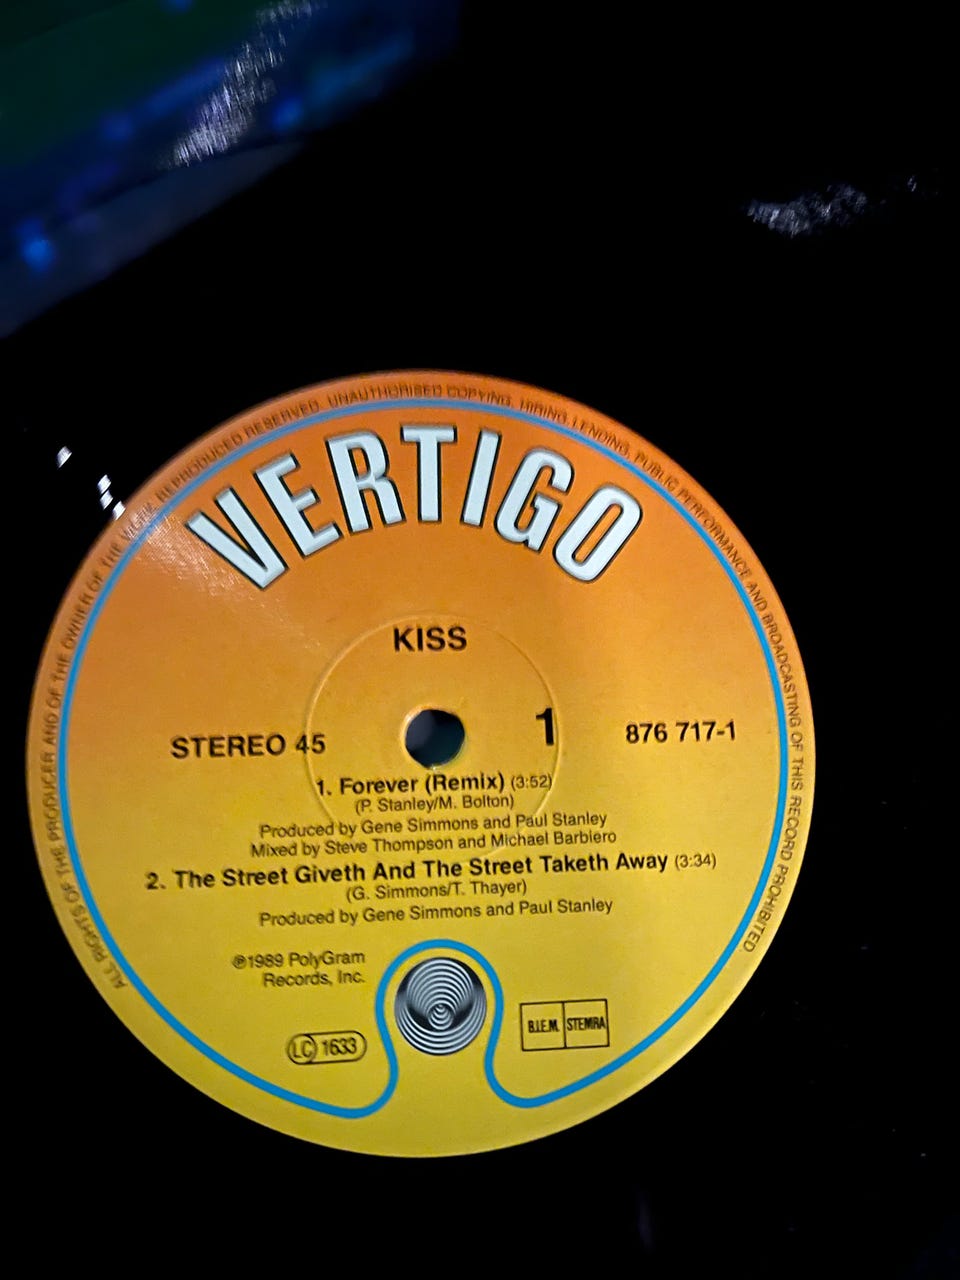 ALL RIGHTS OF THE PRODUCER AND OF THE OWNER OF THE WORK REPRODUCED RESERVED. UNAUTHORISED COPYING, HIRING, LENDING, PUBLIC PERFORMANCE AND BROADCASTING OF THIS RECORD PROHIBITED
VERTIGO
KISS
STEREO 45
1
876 717-1
1. Forever (Remix) (3:52)
(P. Stanley/M. Bolton)
Produced by Gene Simmons and Paul Stanley
Mixed by Steve Thompson and Michael Barbiero
2. The Street Giveth And The Street Taketh Away (3:34)
(G. Simmons/T. Thayer)
Produced by Gene Simmons and Paul Stanley
℗1989 PolyGram
Records, Inc.
LC 1633
B.I.E.M. STEMRA